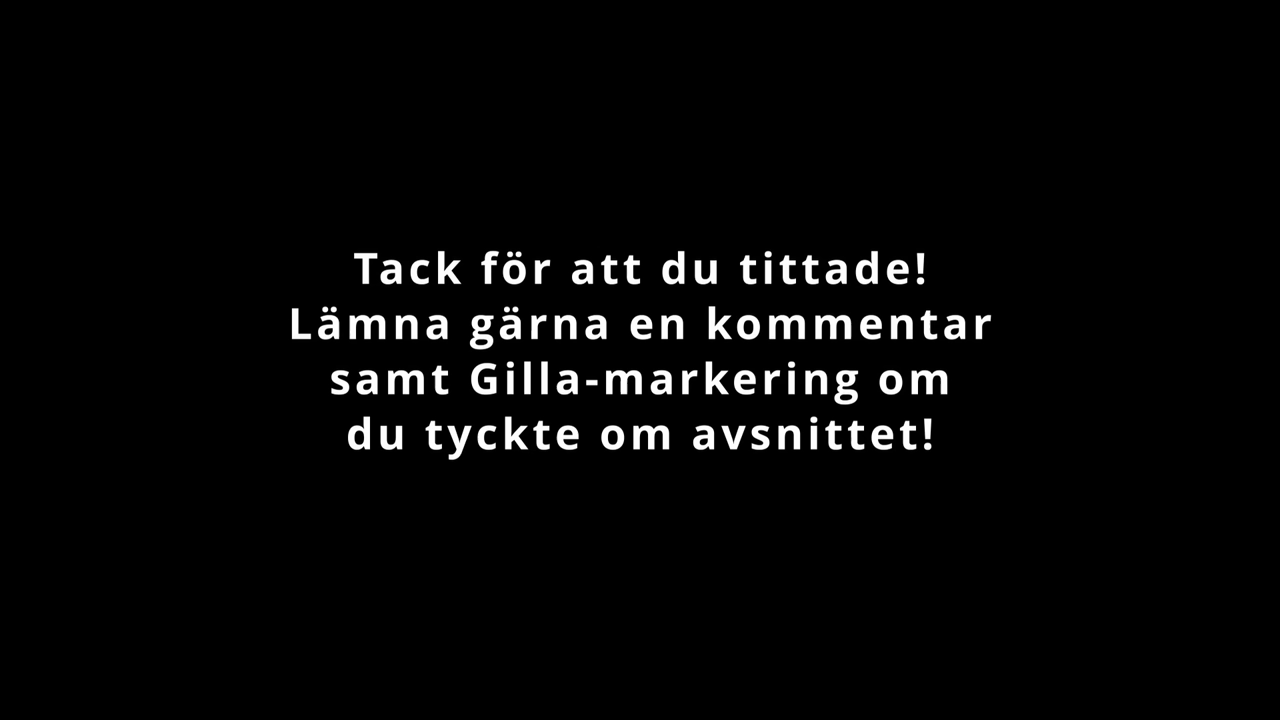 Tack för att du tittade!
Lämna gärna en kommentar
samt Gilla-markering om
du tyckte om avsnittet!